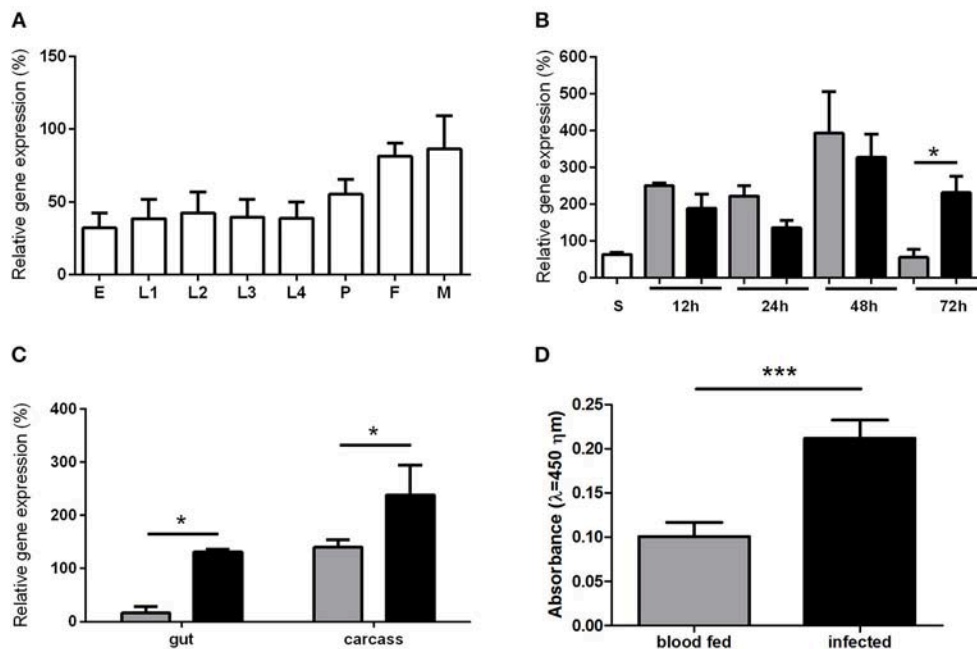 A
Relative gene expression (%)
150
100
50
0
E L1 L2 L3 L4 P F M
B
Relative gene expression (%)
600
500
400
300
200
100
0
*
S 12h 24h 48h 72h
C
Relative gene expression (%)
400
300
200
100
0
*
*
gut carcass
D
Absorbance (λ=450 ηm)
0.25
0.20
0.15
0.10
0.05
0.00
***
blood fed infected